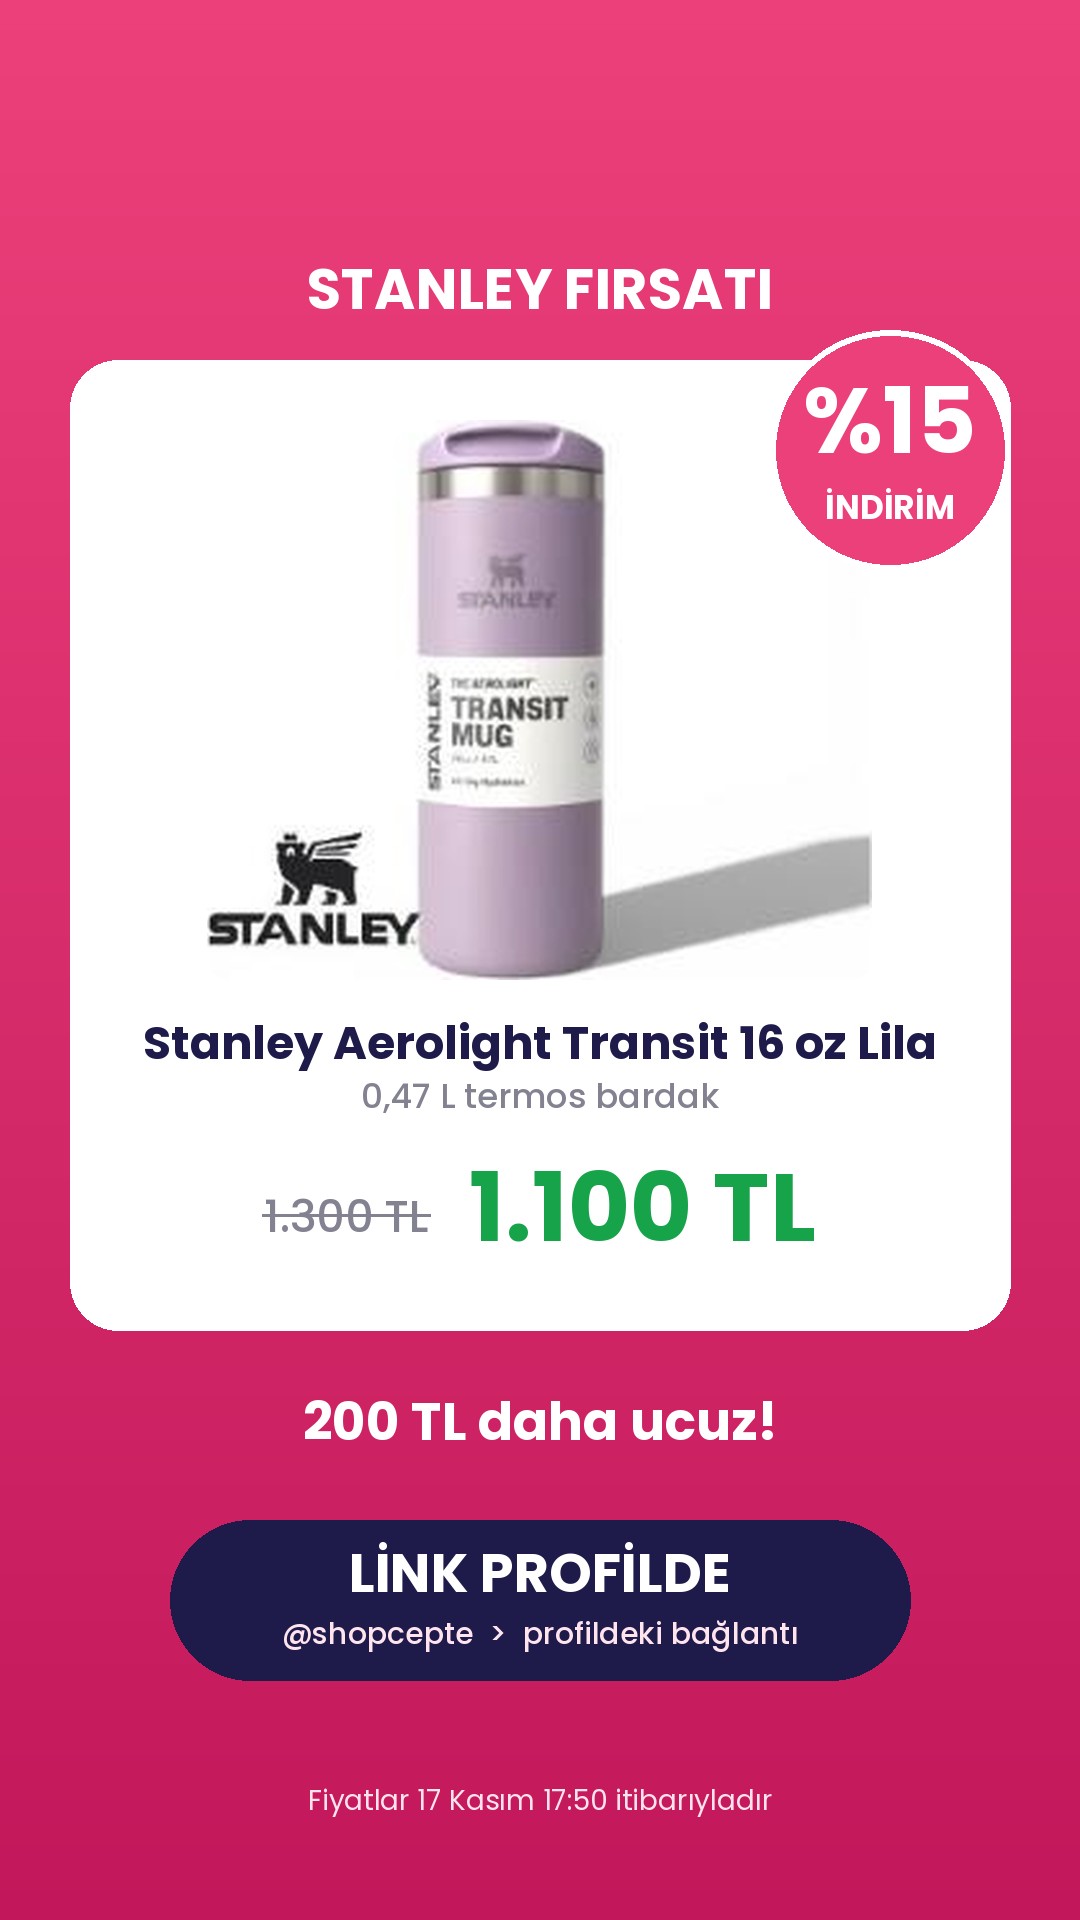 STANLEY FIRSATI
%15
İNDİRİM
STANLEY
STANLEY
THE AEROLIGHT
TRANSIT
MUG
STANLEY
Stanley Aerolight Transit 16 oz Lila
0,47 L termos bardak
1.300 TL 1.100 TL
200 TL daha ucuz!
LİNK PROFİLDE
@shopcepte > profildeki bağlantı
Fiyatlar 17 Kasım 17:50 itibarıyladır